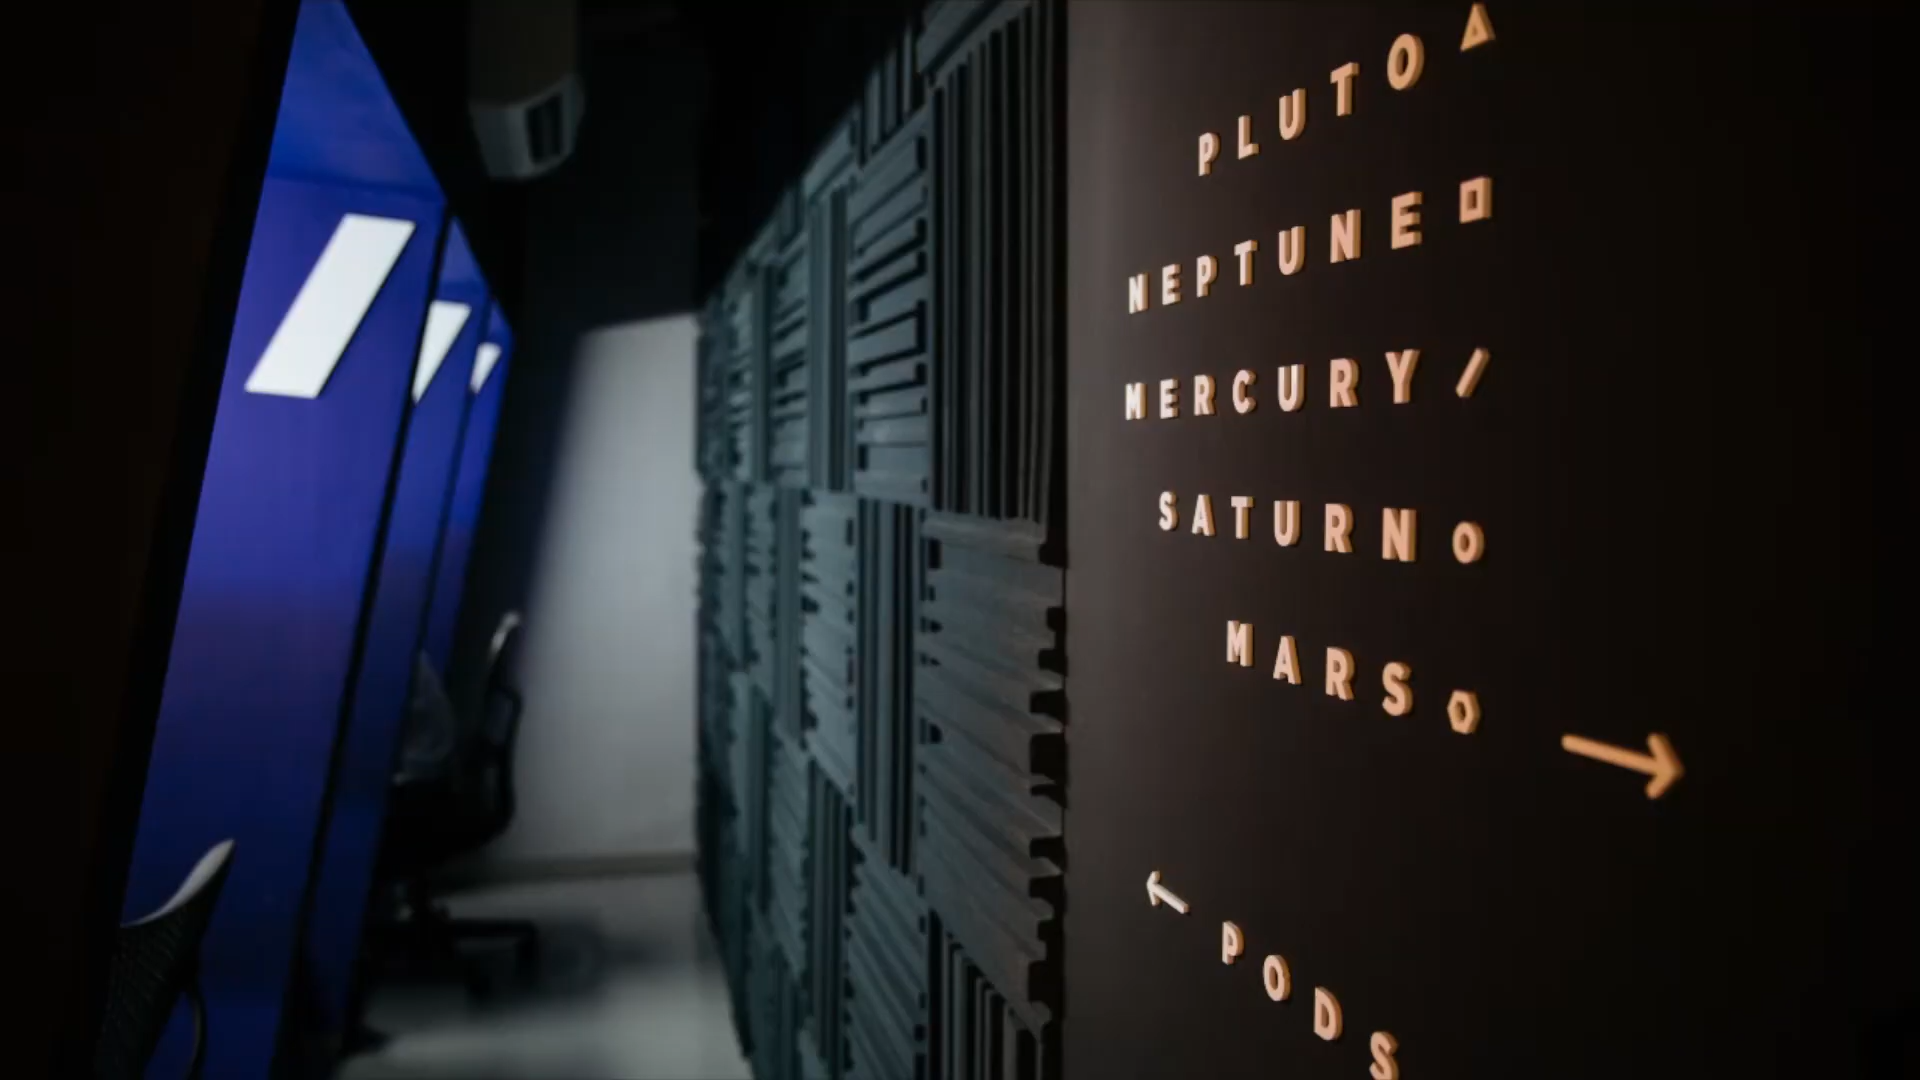 PLUTO △
NEPTUNE □
MERCURY /
SATURN ○
MARS ⬡
→
← PODS